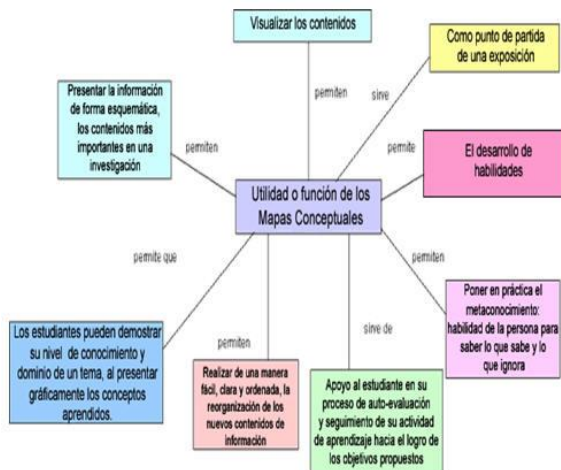 Visualizar los contenidos
Como punto de partida
de una exposición
Presentar la información
de forma esquemática,
los contenidos más
importantes en una
investigación
permiten
sirve
permiten
permite
El desarrollo de
habilidades
Utilidad o función de los
Mapas Conceptuales
permite que
permiten
sirve de
permiten
Poner en práctica el
metaconocimiento:
habilidad de la persona para
saber lo que sabe y lo
que ignora
Los estudiantes pueden demostrar
su nivel de conocimiento y
dominio de un tema, al presentar
gráficamente los conceptos
aprendidos.
Realizar de una manera
fácil, clara y ordenada, la
reorganización de los
nuevos contenidos de
información
Apoyo al estudiante en su
proceso de auto-evaluación
y seguimiento de su actividad
de aprendizaje hacia el logro de
los objetivos propuestos